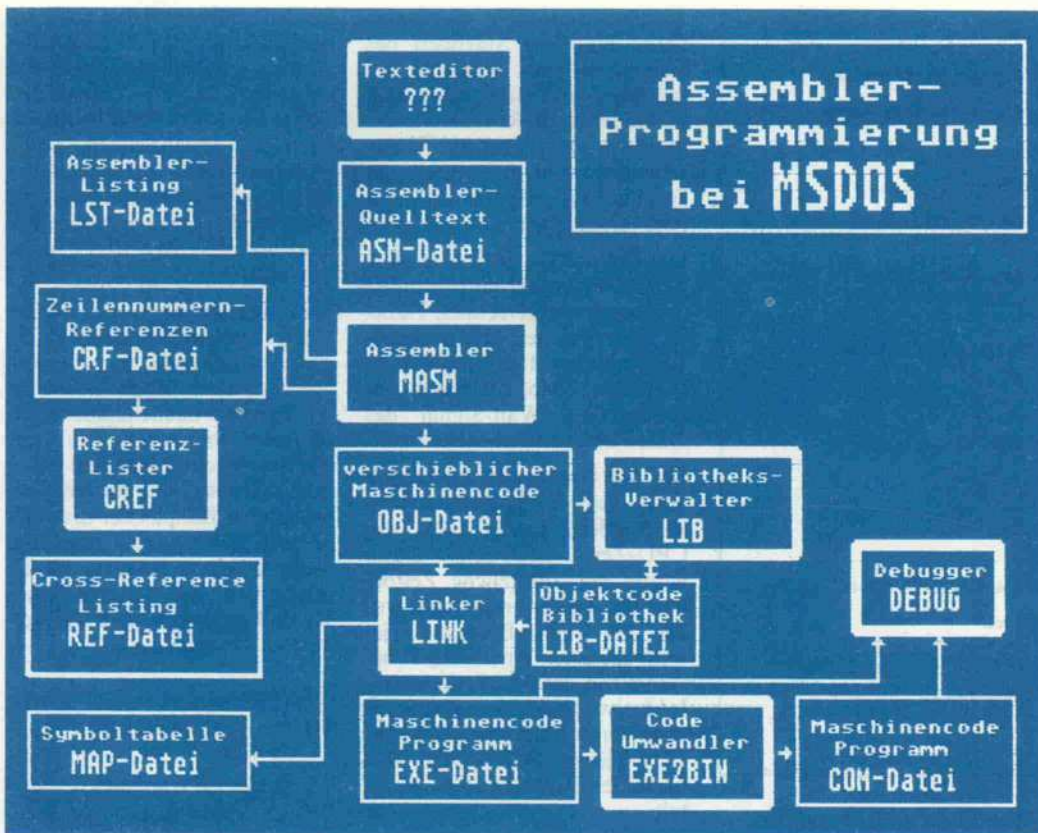 Texteditor
???
Assembler-
Programmierung
bei MSDOS
Assembler-
Listing
LST-Datei
Assembler-
Quelltext
ASM-Datei
Zeilennummern-
Referenzen
CRF-Datei
Assembler
MASM
Referenz-
Lister
CREF
verschieblicher
Maschinencode
OBJ-Datei
Bibliotheks-
Verwalter
LIB
Cross-Reference
Listing
REF-Datei
Linker
LINK
Objektcode
Bibliothek
LIB-DATEI
Debugger
DEBUG
Symboltabelle
MAP-Datei
Maschinencode
Programm
EXE-Datei
Code
Umwandler
EXE2BIN
Maschinencode
Programm
COM-Datei